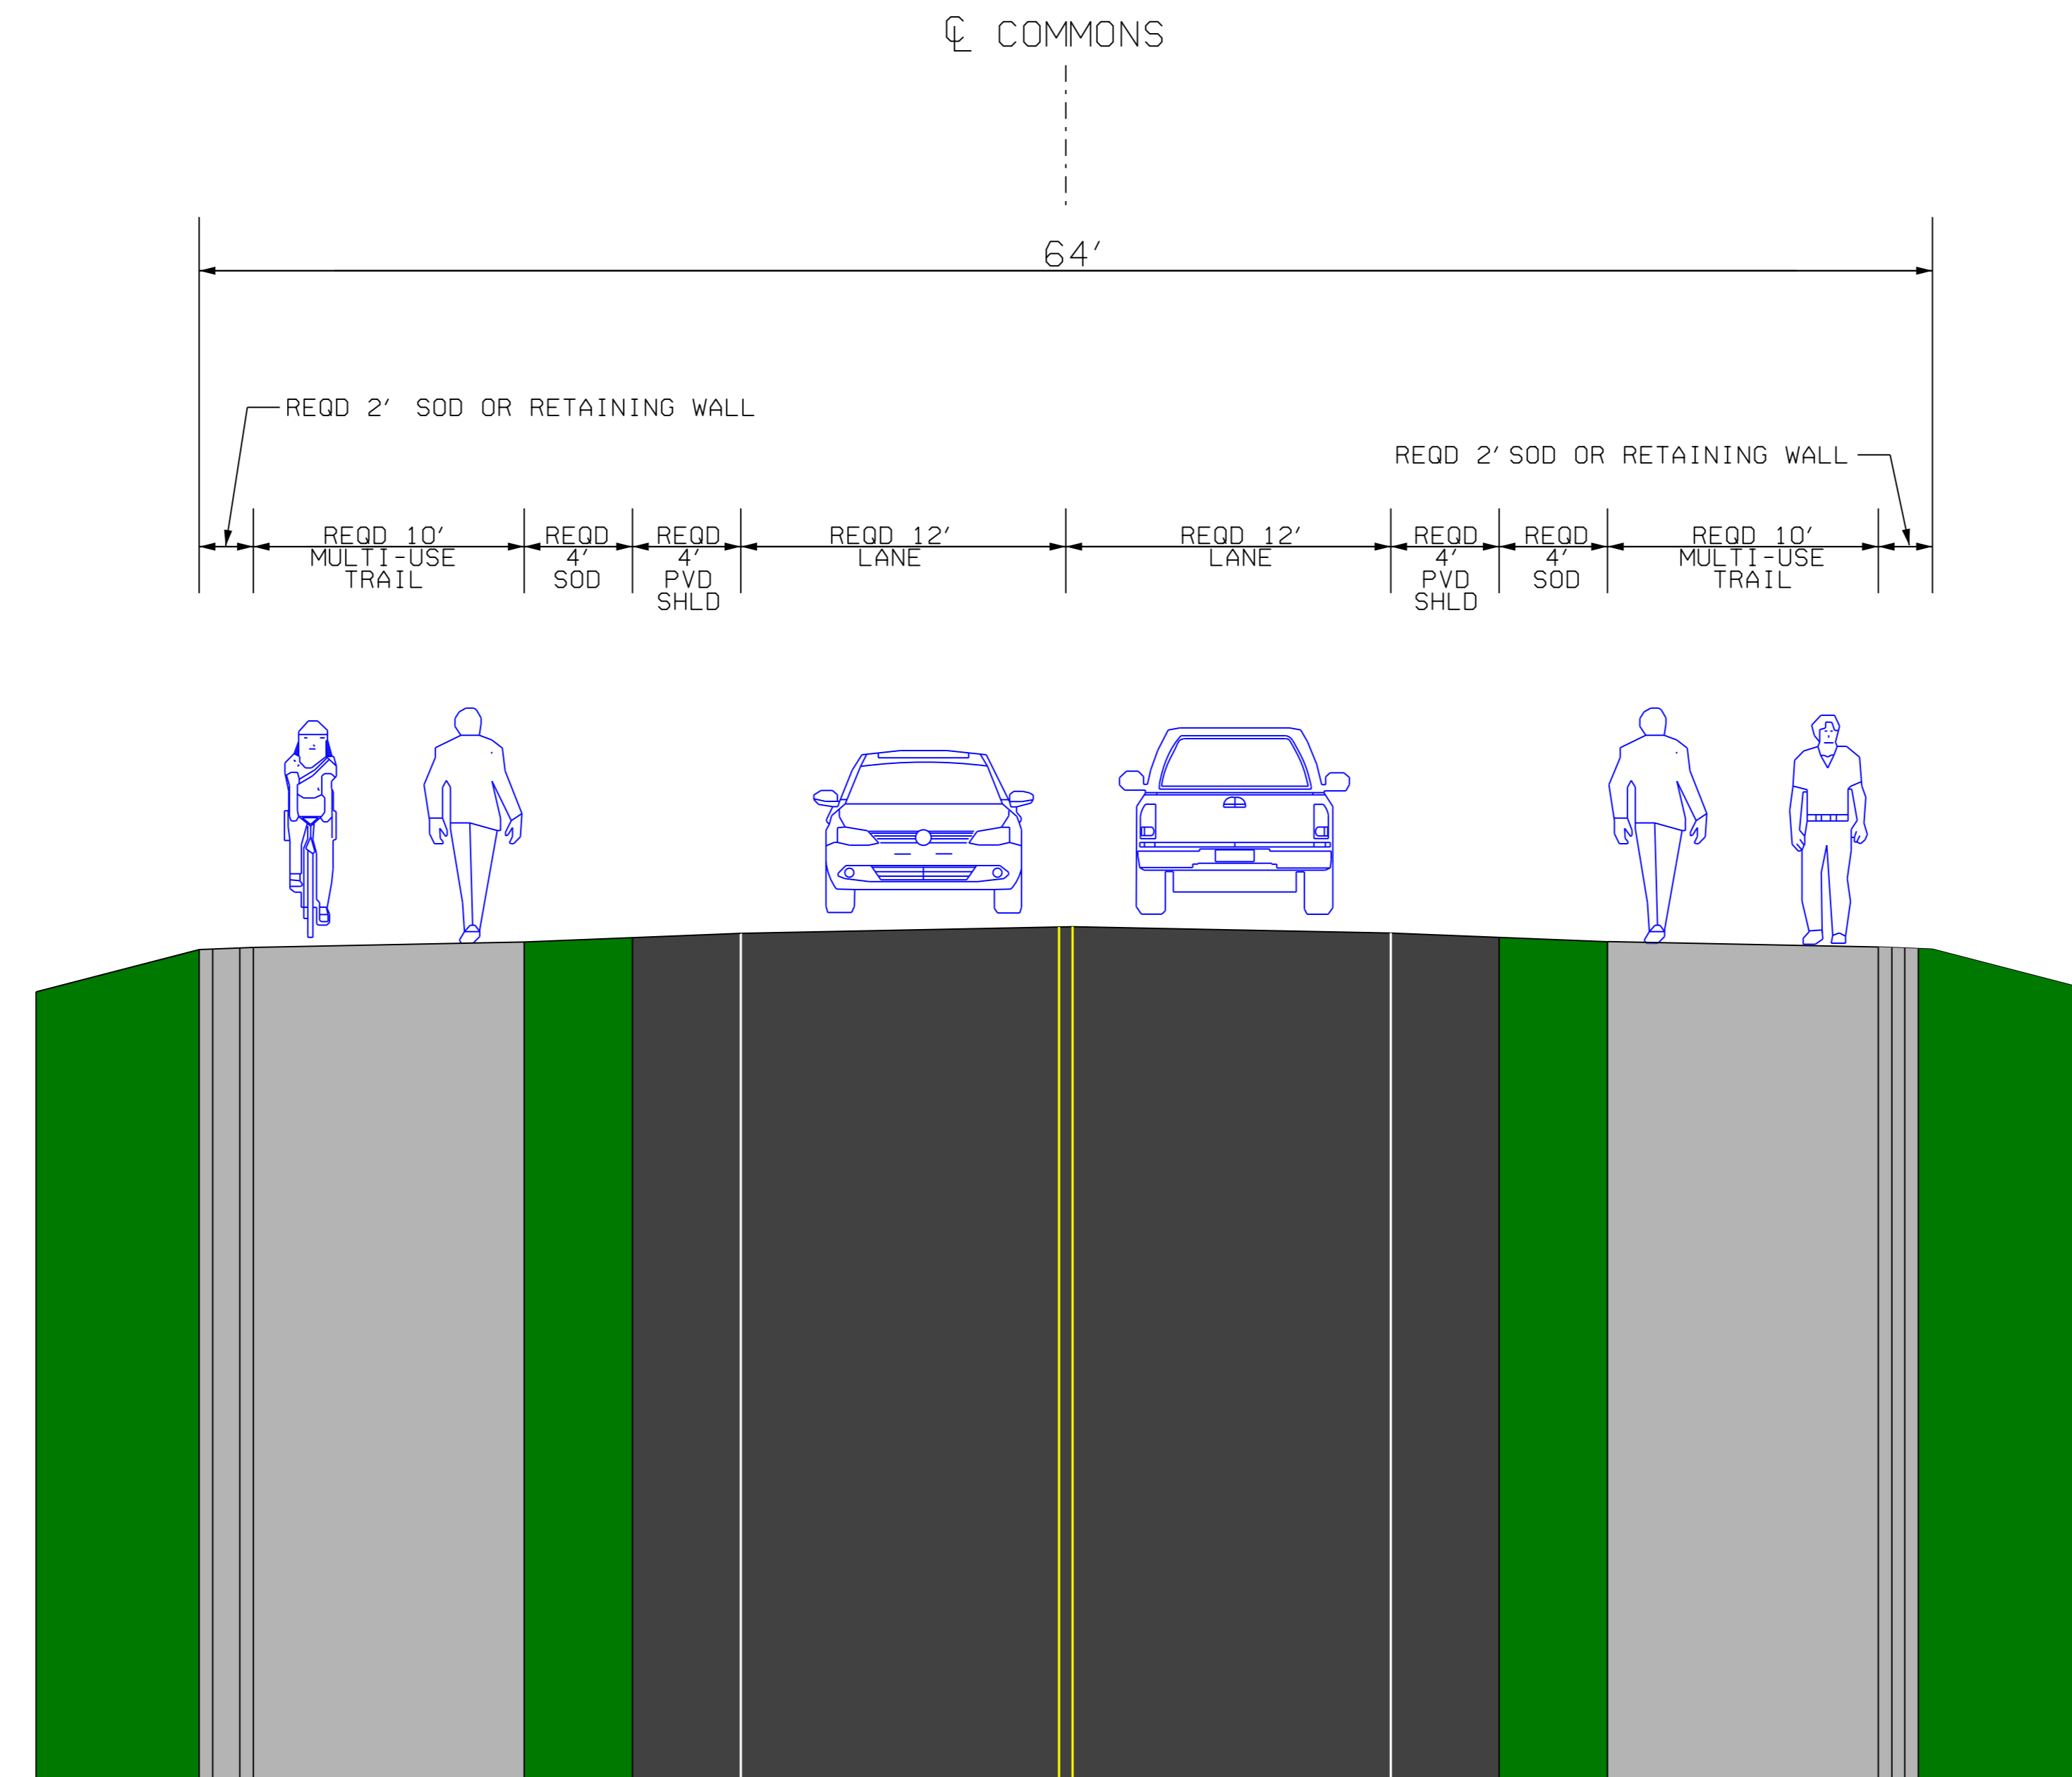 ℄ COMMONS
64'
REQD 2' SOD OR RETAINING WALL
REQD 2' SOD OR RETAINING WALL
REQD 10'
MULTI-USE
TRAIL
REQD
4'
SOD
REQD
4'
PVD
SHLD
REQD 12'
LANE
REQD 12'
LANE
REQD
4'
PVD
SHLD
REQD
4'
SOD
REQD 10'
MULTI-USE
TRAIL